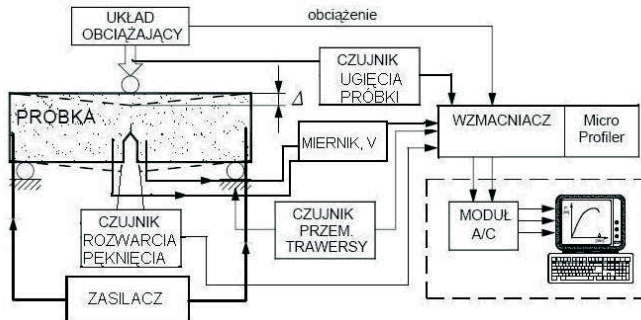 UKŁAD
OBCIĄŻAJĄCY
obciążenie
CZUJNIK
UGIĘCIA
PRÓBKI
Δ
PRÓBKA
MIERNIK, V
WZMACNIACZ
Micro
Profiler
CZUJNIK
ROZWARCIA
PĘKNIĘCIA
CZUJNIK
PRZEM.
TRAWERSY
MODUŁ
A/C
ZASILACZ